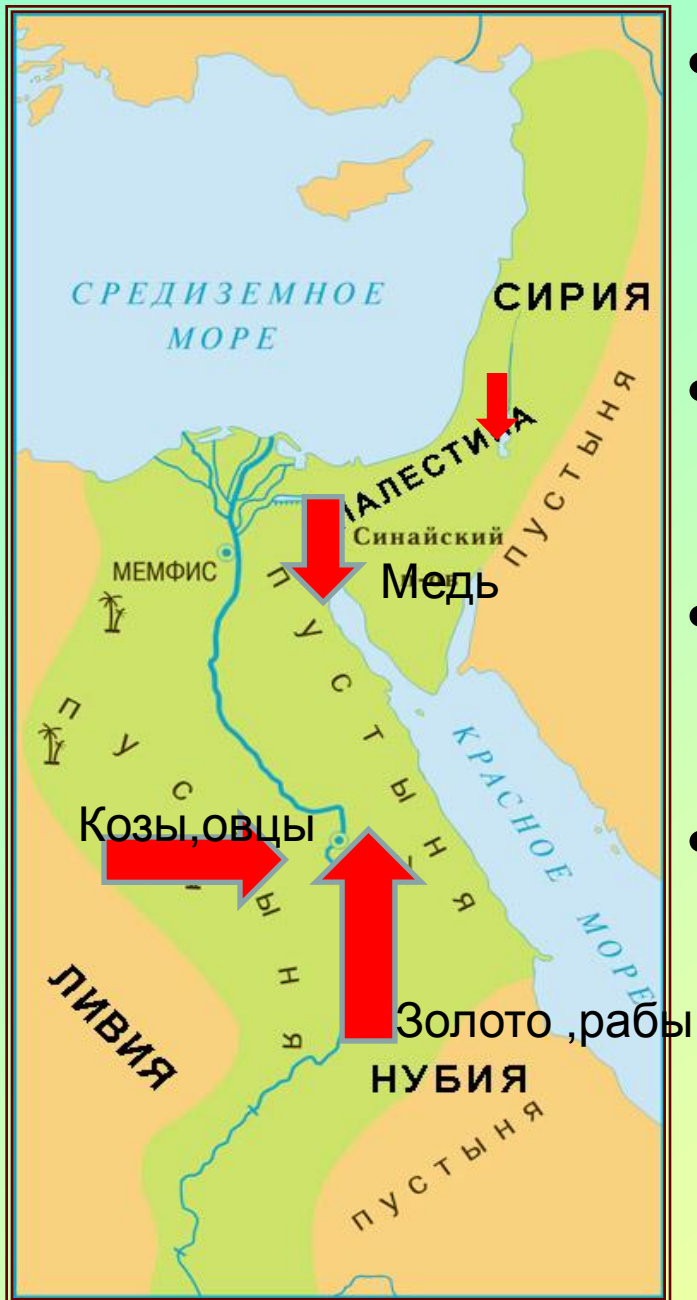 СРЕДИЗЕМНОЕ
МОРЕ
СИРИЯ
ПАЛЕСТИНА
ПУСТЫНЯ
Синайский
п-ов
Медь
МЕМФИС
ПУСТЫНЯ
ПУСТЫНЯ
КРАСНОЕ МОРЕ
Козы,овцы
ЛИВИЯ
Золото ,рабы
НУБИЯ
ПУСТЫНЯ